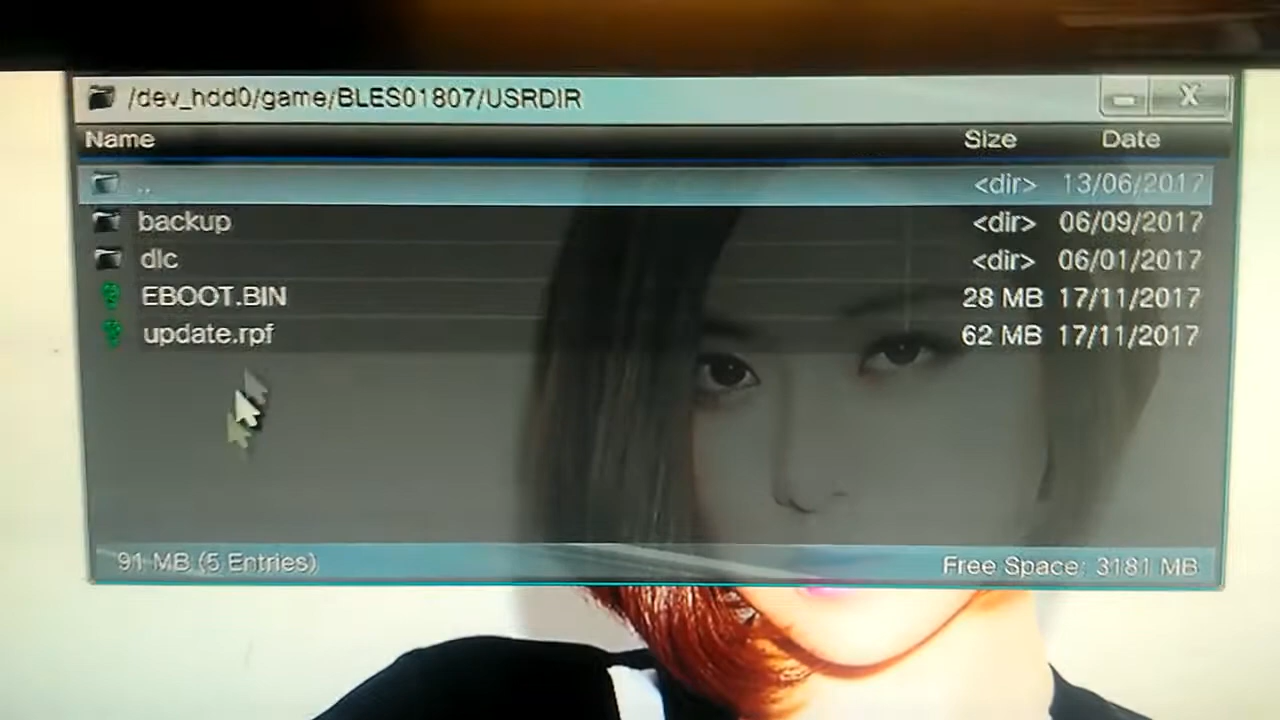 /dev_hdd0/game/BLES01807/USRDIR X
Name Size Date
.. <dir> 13/06/2017
backup <dir> 06/09/2017
dlc <dir> 06/01/2017
EBOOT.BIN 28 MB 17/11/2017
update.rpf 62 MB 17/11/2017
91 MB (5 Entries) Free Space: 3181 MB